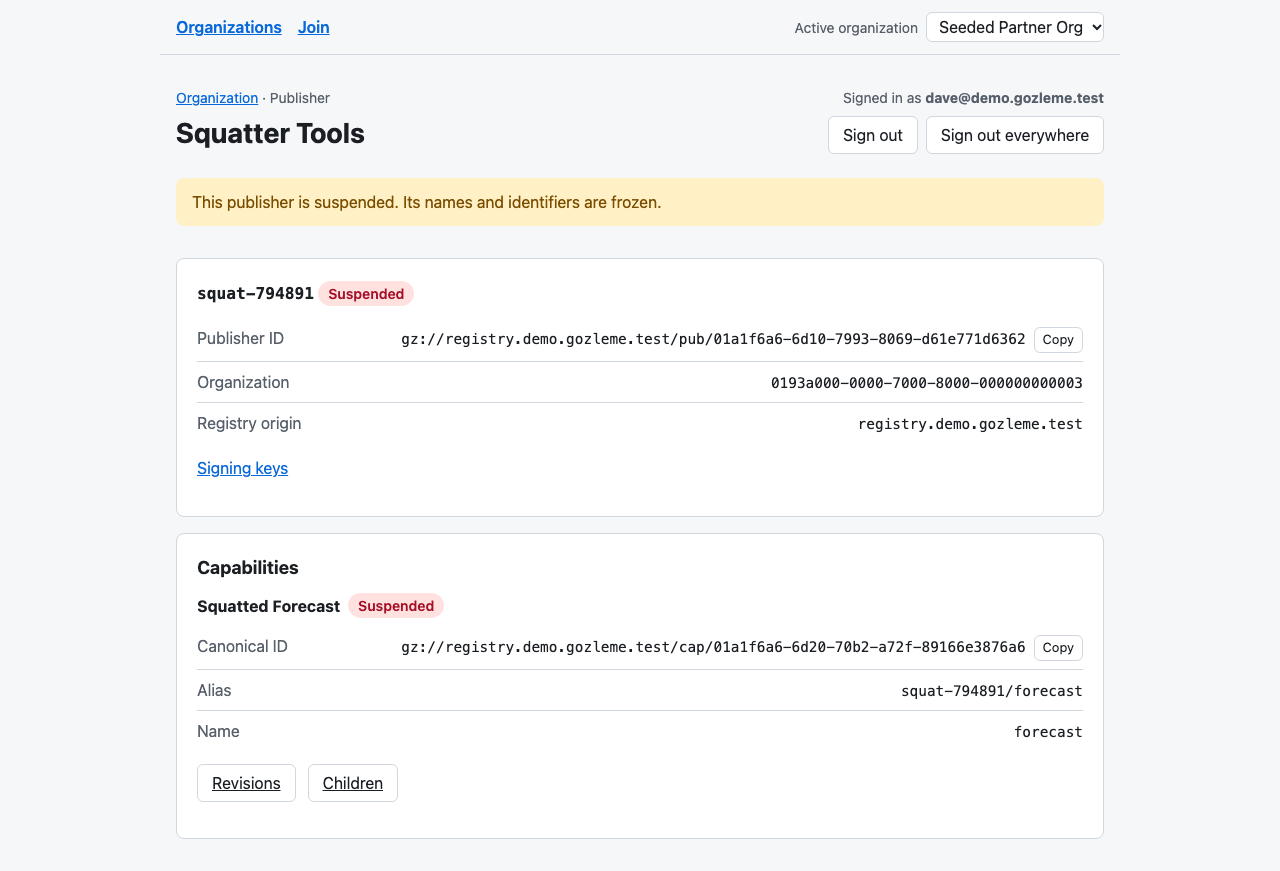 Organizations Join Active organization Seeded Partner Org
Organization · Publisher Signed in as dave@demo.gozleme.test
Squatter Tools Sign out Sign out everywhere
This publisher is suspended. Its names and identifiers are frozen.
squat-794891 Suspended
Publisher ID gz://registry.demo.gozleme.test/pub/01a1f6a6-6d10-7993-8069-d61e771d6362 Copy
Organization 0193a000-0000-7000-8000-000000000003
Registry origin registry.demo.gozleme.test
Signing keys
Capabilities
Squatted Forecast Suspended
Canonical ID gz://registry.demo.gozleme.test/cap/01a1f6a6-6d20-70b2-a72f-89166e3876a6 Copy
Alias squat-794891/forecast
Name forecast
Revisions Children